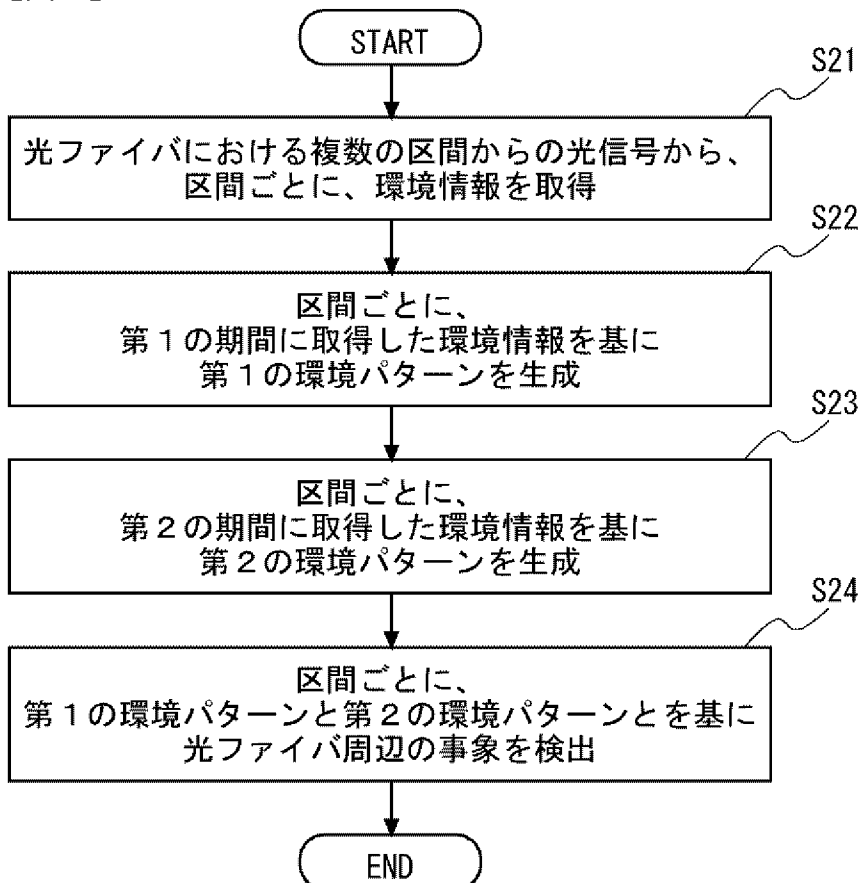 START
S21
光ファイバにおける複数の区間からの光信号から、
区間ごとに、環境情報を取得
S22
区間ごとに、
第１の期間に取得した環境情報を基に
第１の環境パターンを生成
S23
区間ごとに、
第２の期間に取得した環境情報を基に
第２の環境パターンを生成
S24
区間ごとに、
第１の環境パターンと第２の環境パターンとを基に
光ファイバ周辺の事象を検出
END